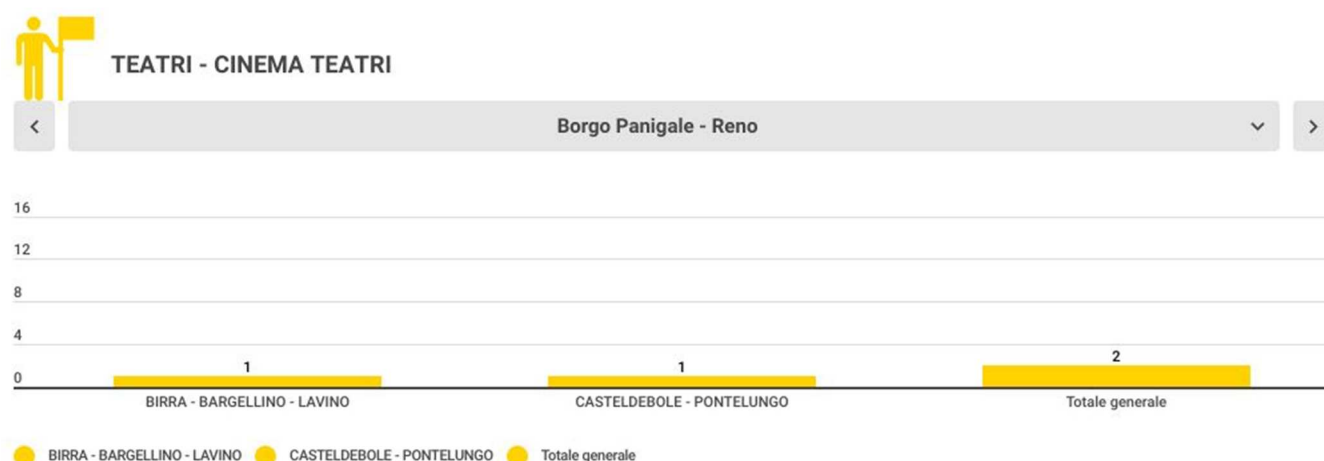 TEATRI - CINEMA TEATRI
Borgo Panigale - Reno
16
12
8
4
0
1
1
2
BIRRA - BARGELLINO - LAVINO
CASTELDEBOLE - PONTELUNGO
Totale generale
BIRRA - BARGELLINO - LAVINO CASTELDEBOLE - PONTELUNGO Totale generale